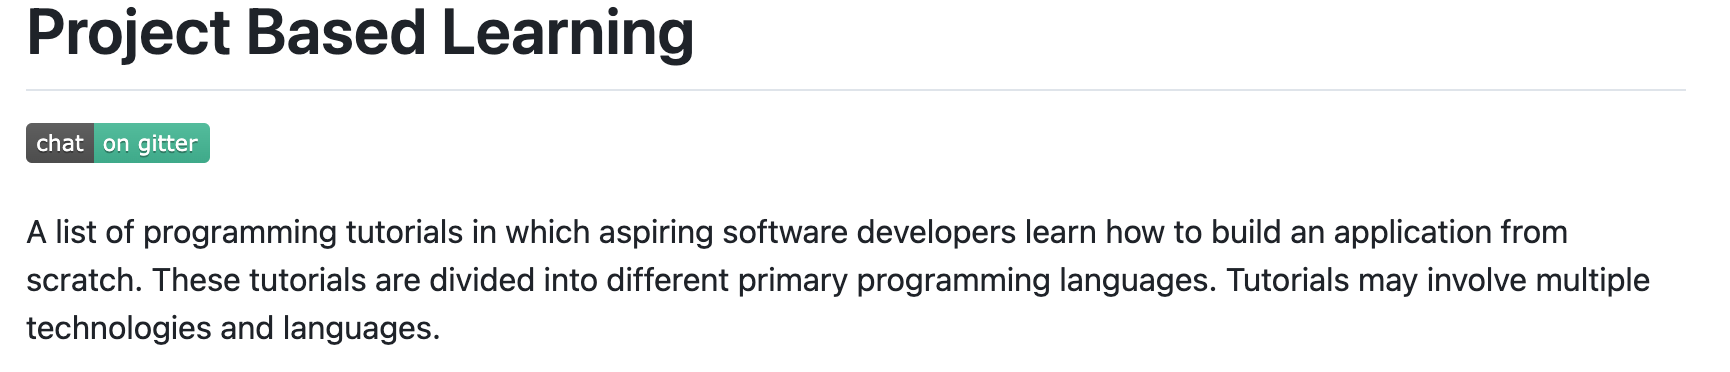 Project Based Learning
chat on gitter
A list of programming tutorials in which aspiring software developers learn how to build an application from
scratch. These tutorials are divided into different primary programming languages. Tutorials may involve multiple
technologies and languages.